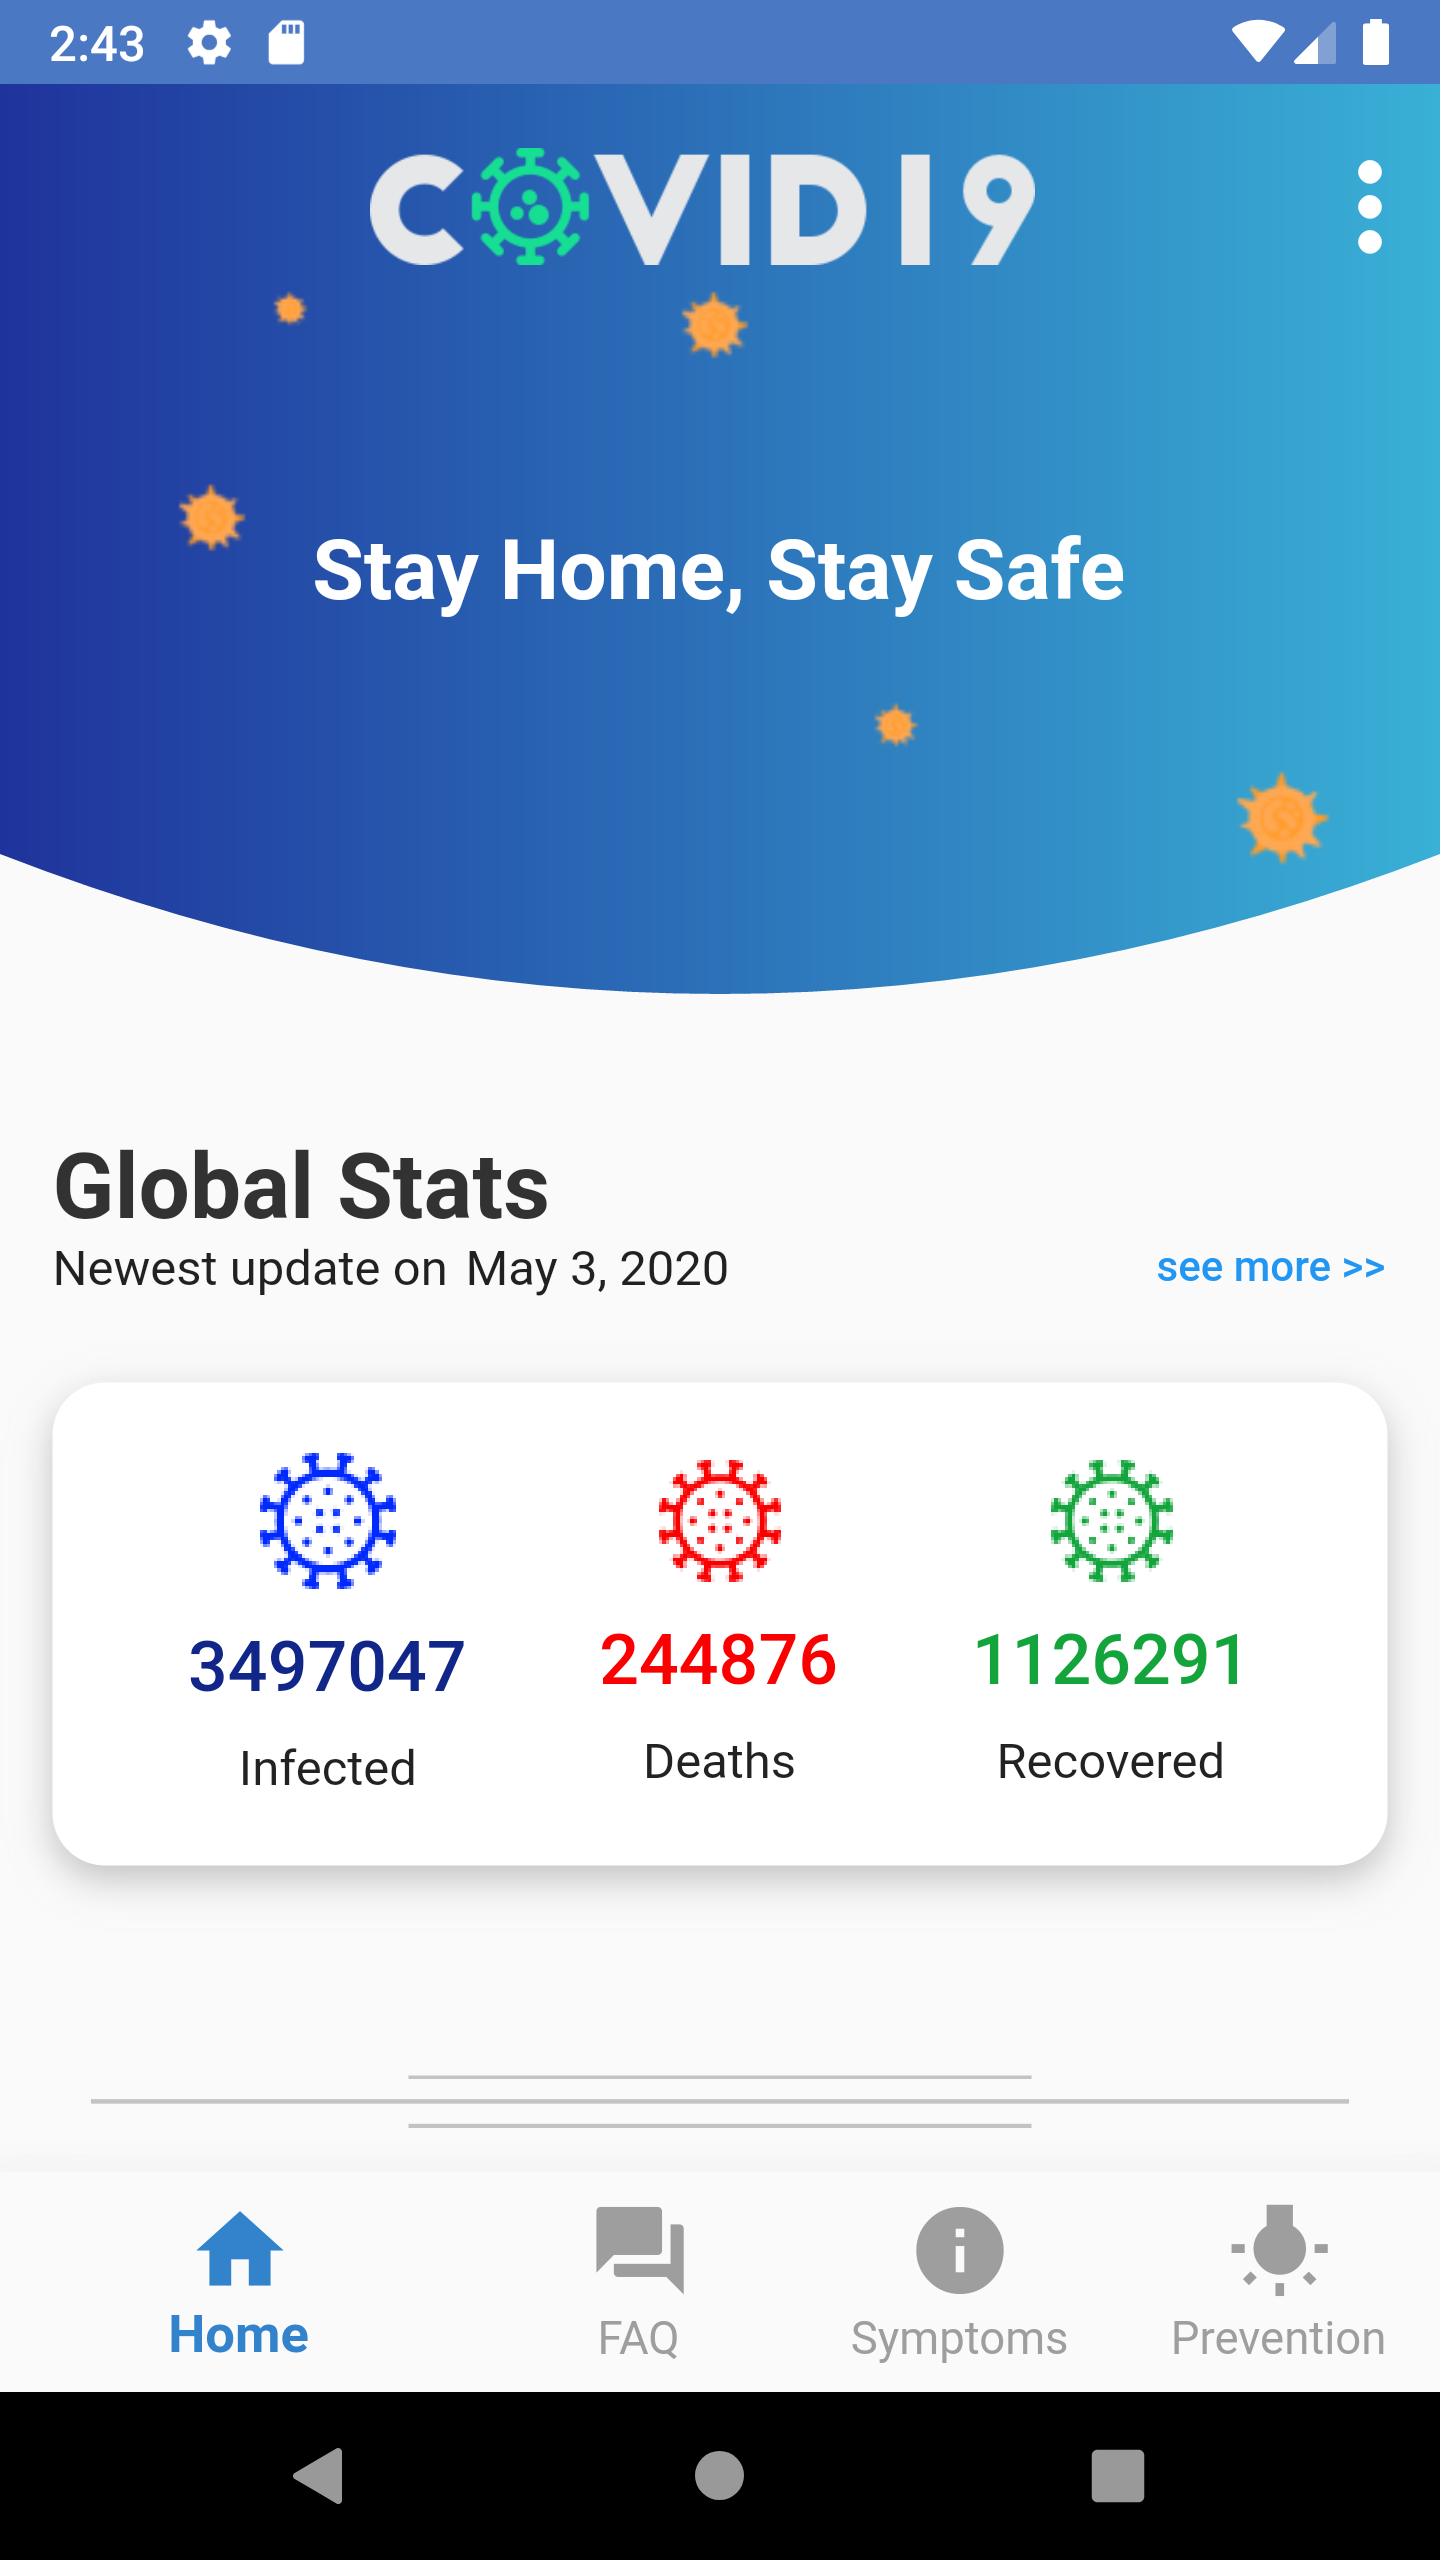 2:43
COVID19
Stay Home, Stay Safe
Global Stats
Newest update on May 3, 2020
see more >>
3497047
244876
1126291
Infected
Deaths
Recovered
Home
FAQ
Symptoms
Prevention